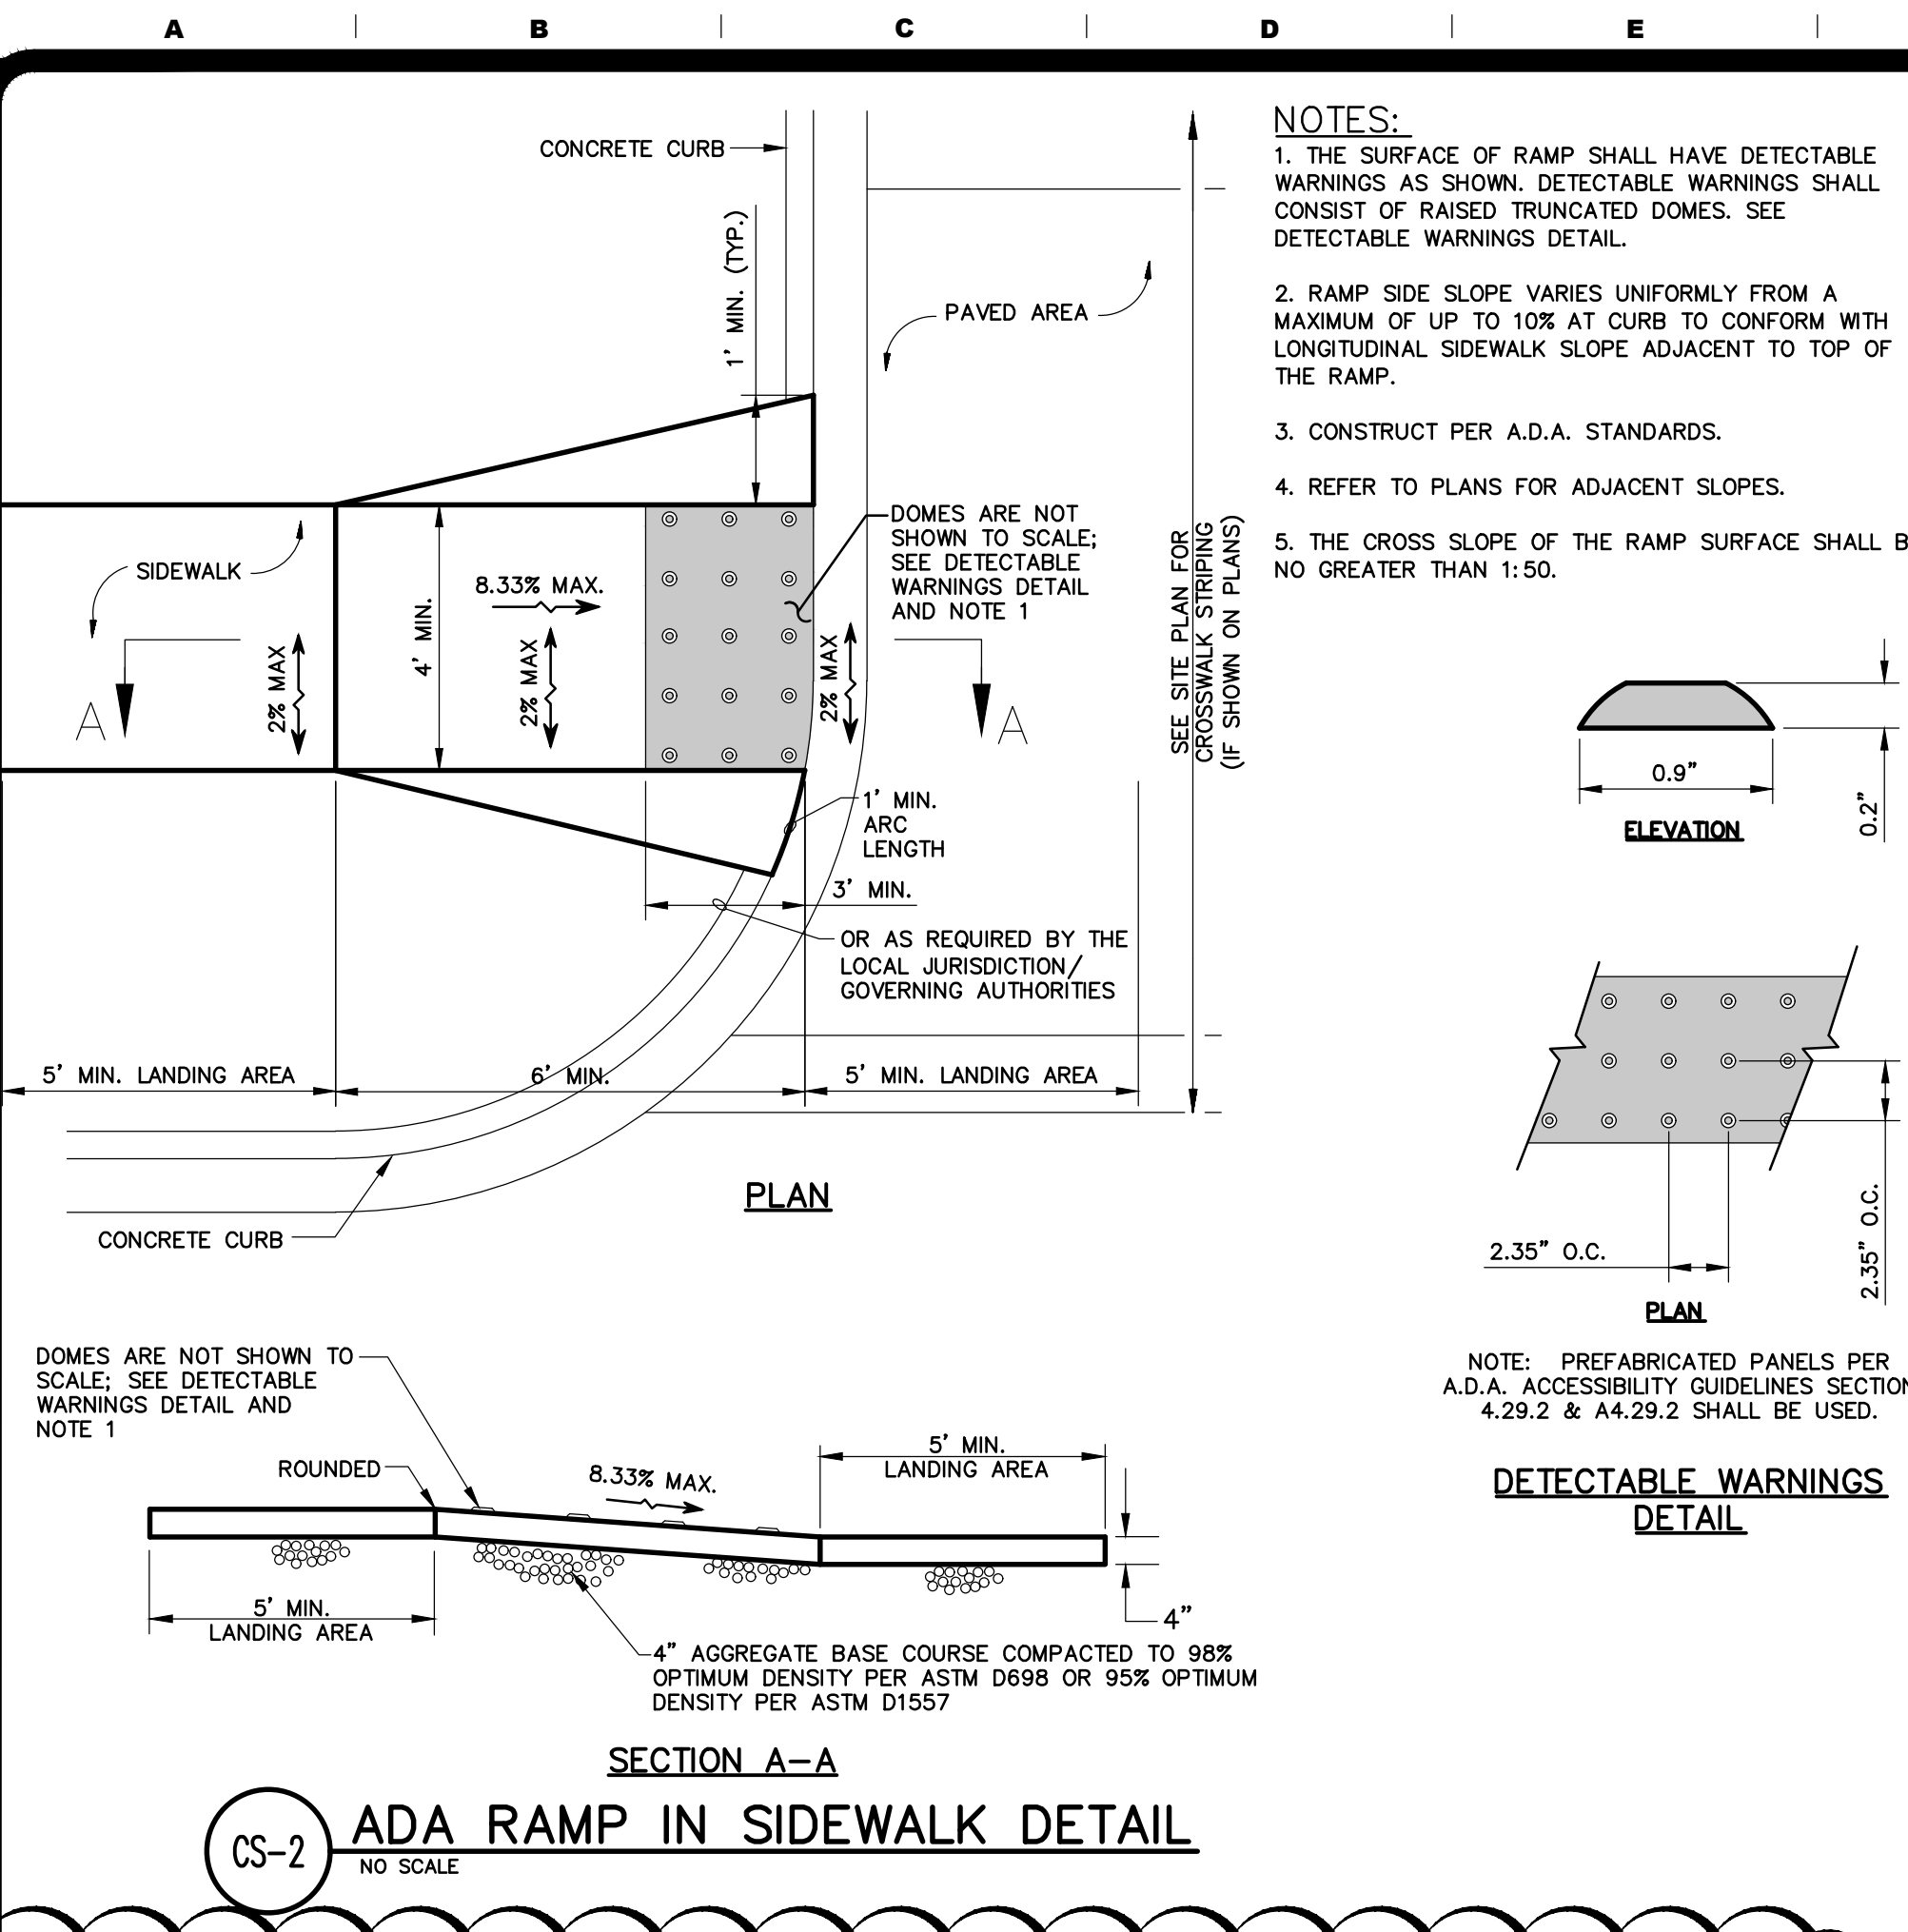 A B C D E
CONCRETE CURB
1' MIN. (TYP.)
PAVED AREA
SIDEWALK
8.33% MAX.
4' MIN.
2% MAX
2% MAX
2% MAX
A
A
DOMES ARE NOT
SHOWN TO SCALE;
SEE DETECTABLE
WARNINGS DETAIL
AND NOTE 1
SEE SITE PLAN FOR
CROSSWALK STRIPING
(IF SHOWN ON PLANS)
1' MIN.
ARC
LENGTH
3' MIN.
OR AS REQUIRED BY THE
LOCAL JURISDICTION/
GOVERNING AUTHORITIES
5' MIN. LANDING AREA
6' MIN.
5' MIN. LANDING AREA
CONCRETE CURB
PLAN
NOTES:
1. THE SURFACE OF RAMP SHALL HAVE DETECTABLE
WARNINGS AS SHOWN. DETECTABLE WARNINGS SHALL
CONSIST OF RAISED TRUNCATED DOMES. SEE
DETECTABLE WARNINGS DETAIL.
2. RAMP SIDE SLOPE VARIES UNIFORMLY FROM A
MAXIMUM OF UP TO 10% AT CURB TO CONFORM WITH
LONGITUDINAL SIDEWALK SLOPE ADJACENT TO TOP OF
THE RAMP.
3. CONSTRUCT PER A.D.A. STANDARDS.
4. REFER TO PLANS FOR ADJACENT SLOPES.
5. THE CROSS SLOPE OF THE RAMP SURFACE SHALL
NO GREATER THAN 1:50.
0.9"
0.2"
ELEVATION
2.35" O.C.
2.35" O.C.
PLAN
NOTE: PREFABRICATED PANELS PER
A.D.A. ACCESSIBILITY GUIDELINES SECTION
4.29.2 & A4.29.2 SHALL BE USED.
DETECTABLE WARNINGS
DETAIL
DOMES ARE NOT SHOWN TO
SCALE; SEE DETECTABLE
WARNINGS DETAIL AND
NOTE 1
ROUNDED
8.33% MAX.
5' MIN.
LANDING AREA
5' MIN.
LANDING AREA
4"
4" AGGREGATE BASE COURSE COMPACTED TO 98%
OPTIMUM DENSITY PER ASTM D698 OR 95% OPTIMUM
DENSITY PER ASTM D1557
SECTION A-A
CS-2
ADA RAMP IN SIDEWALK DETAIL
NO SCALE